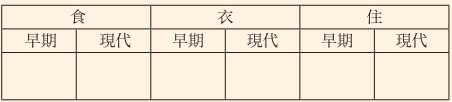 食 衣 住
早期 現代 早期 現代 早期 現代